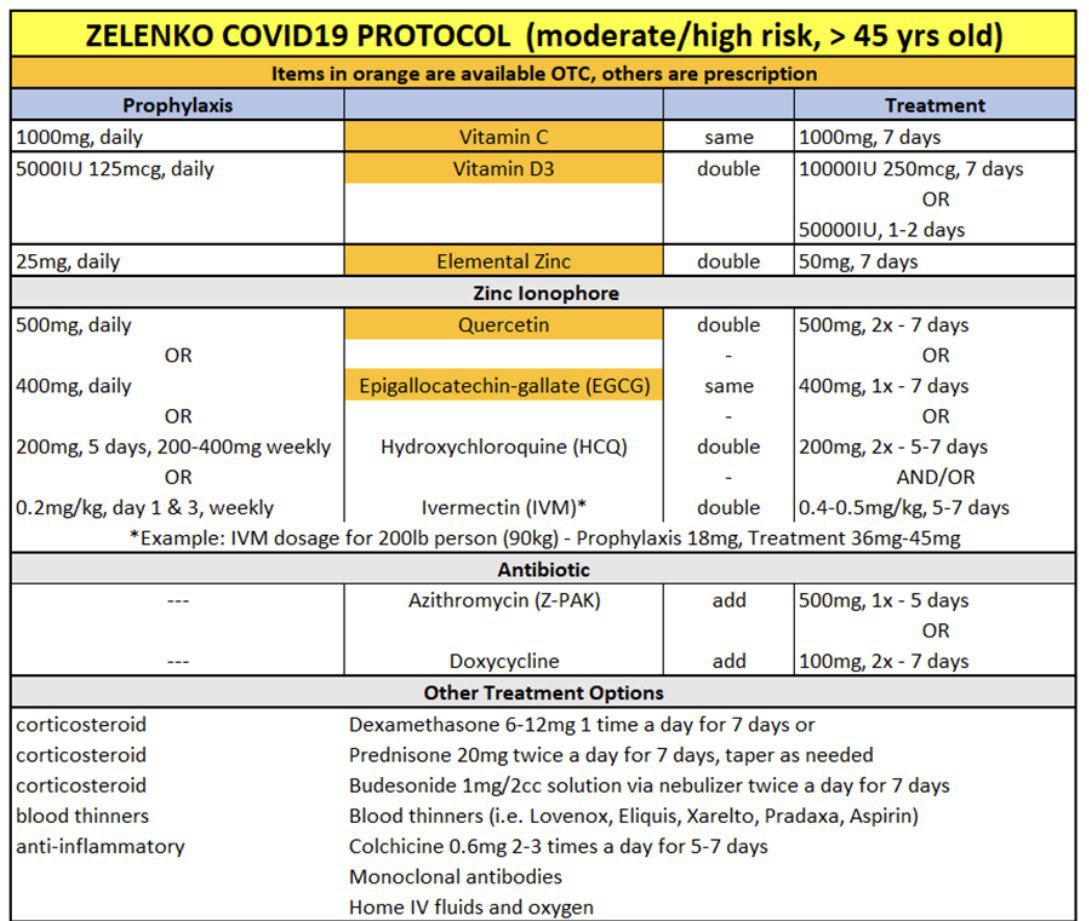 ZELENKO COVID19 PROTOCOL (moderate/high risk, > 45 yrs old)
Items in orange are available OTC, others are prescription
Prophylaxis Treatment
1000mg, daily Vitamin C same 1000mg, 7 days
5000IU 125mcg, daily Vitamin D3 double 10000IU 250mcg, 7 days
OR
50000IU, 1-2 days
25mg, daily Elemental Zinc double 50mg, 7 days
Zinc Ionophore
500mg, daily Quercetin double 500mg, 2x - 7 days
OR - OR
400mg, daily Epigallocatechin-gallate (EGCG) same 400mg, 1x - 7 days
OR - OR
200mg, 5 days, 200-400mg weekly Hydroxychloroquine (HCQ) double 200mg, 2x - 5-7 days
OR - AND/OR
0.2mg/kg, day 1 & 3, weekly Ivermectin (IVM)* double 0.4-0.5mg/kg, 5-7 days
*Example: IVM dosage for 200lb person (90kg) - Prophylaxis 18mg, Treatment 36mg-45mg
Antibiotic
--- Azithromycin (Z-PAK) add 500mg, 1x - 5 days
OR
--- Doxycycline add 100mg, 2x - 7 days
Other Treatment Options
corticosteroid Dexamethasone 6-12mg 1 time a day for 7 days or
corticosteroid Prednisone 20mg twice a day for 7 days, taper as needed
corticosteroid Budesonide 1mg/2cc solution via nebulizer twice a day for 7 days
blood thinners Blood thinners (i.e. Lovenox, Eliquis, Xarelto, Pradaxa, Aspirin)
anti-inflammatory Colchicine 0.6mg 2-3 times a day for 5-7 days
Monoclonal antibodies
Home IV fluids and oxygen